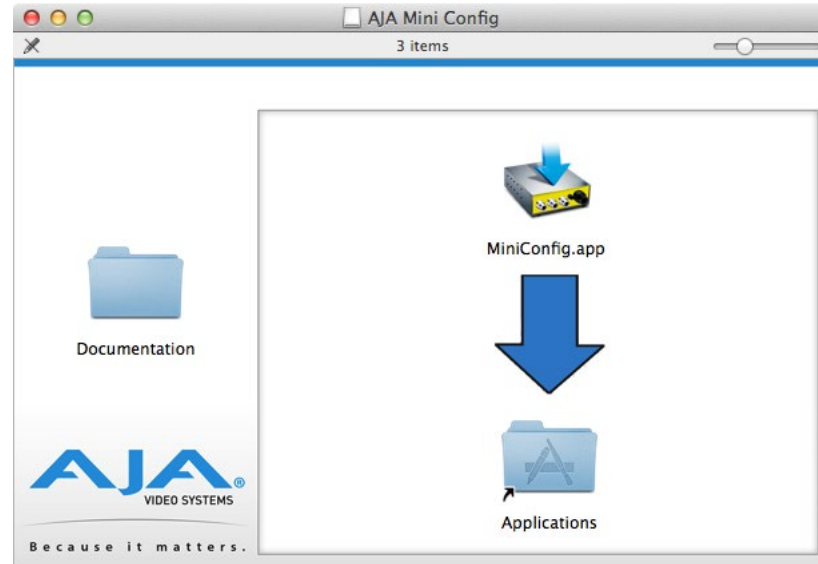 AJA Mini Config
3 items
MiniConfig.app
Documentation
AJA®
VIDEO SYSTEMS
Applications
Because it matters.